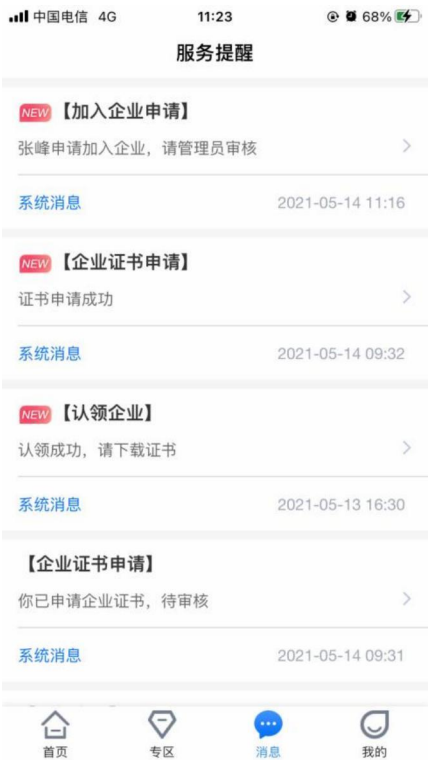 中国电信 4G 11:23 68%
服务提醒
NEW 【加入企业申请】
张峰申请加入企业，请管理员审核
系统消息 2021-05-14 11:16
NEW 【企业证书申请】
证书申请成功
系统消息 2021-05-14 09:32
NEW 【认领企业】
认领成功，请下载证书
系统消息 2021-05-13 16:30
【企业证书申请】
你已申请企业证书，待审核
系统消息 2021-05-14 09:31
首页 专区 消息 我的